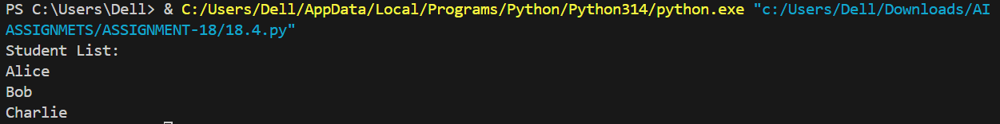 PS C:\Users\Dell> & C:/Users/Dell/AppData/Local/Programs/Python/Python314/python.exe "c:/Users/Dell/Downloads/AI
ASSIGNMETS/ASSIGNMENT-18/18.4.py"
Student List:
Alice
Bob
Charlie